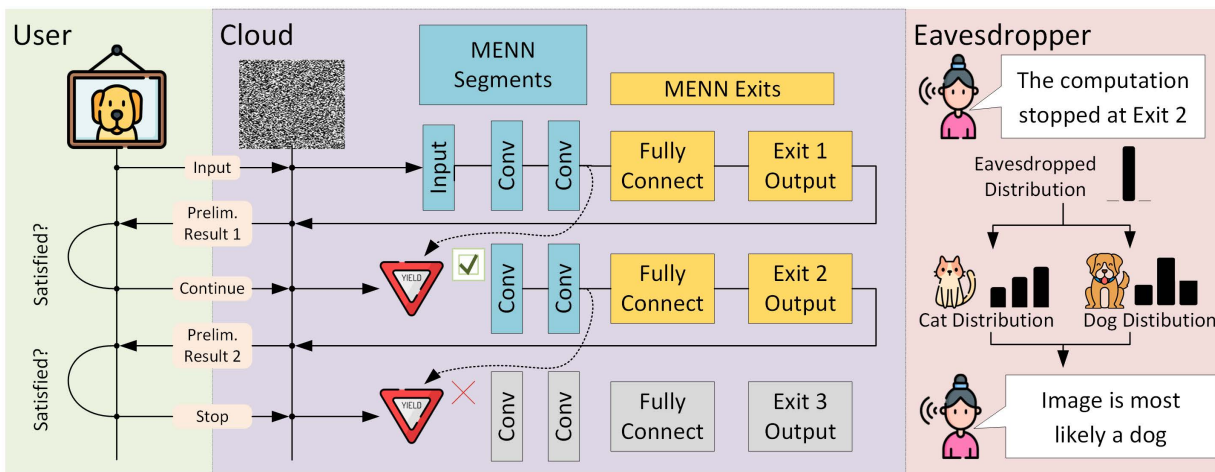 User
Cloud
Eavesdropper
MENN
Segments
MENN Exits
The computation
stopped at Exit 2
Input
Input
Conv
Conv
Fully
Connect
Exit 1
Output
Eavesdropped
Distribution
Prelim.
Result 1
Satisfied?
YIELD
Continue
Conv
Conv
Fully
Connect
Exit 2
Output
Cat Distribution
Dog Distibution
Prelim.
Result 2
Satisfied?
YIELD
Stop
Conv
Conv
Fully
Connect
Exit 3
Output
Image is most
likely a dog